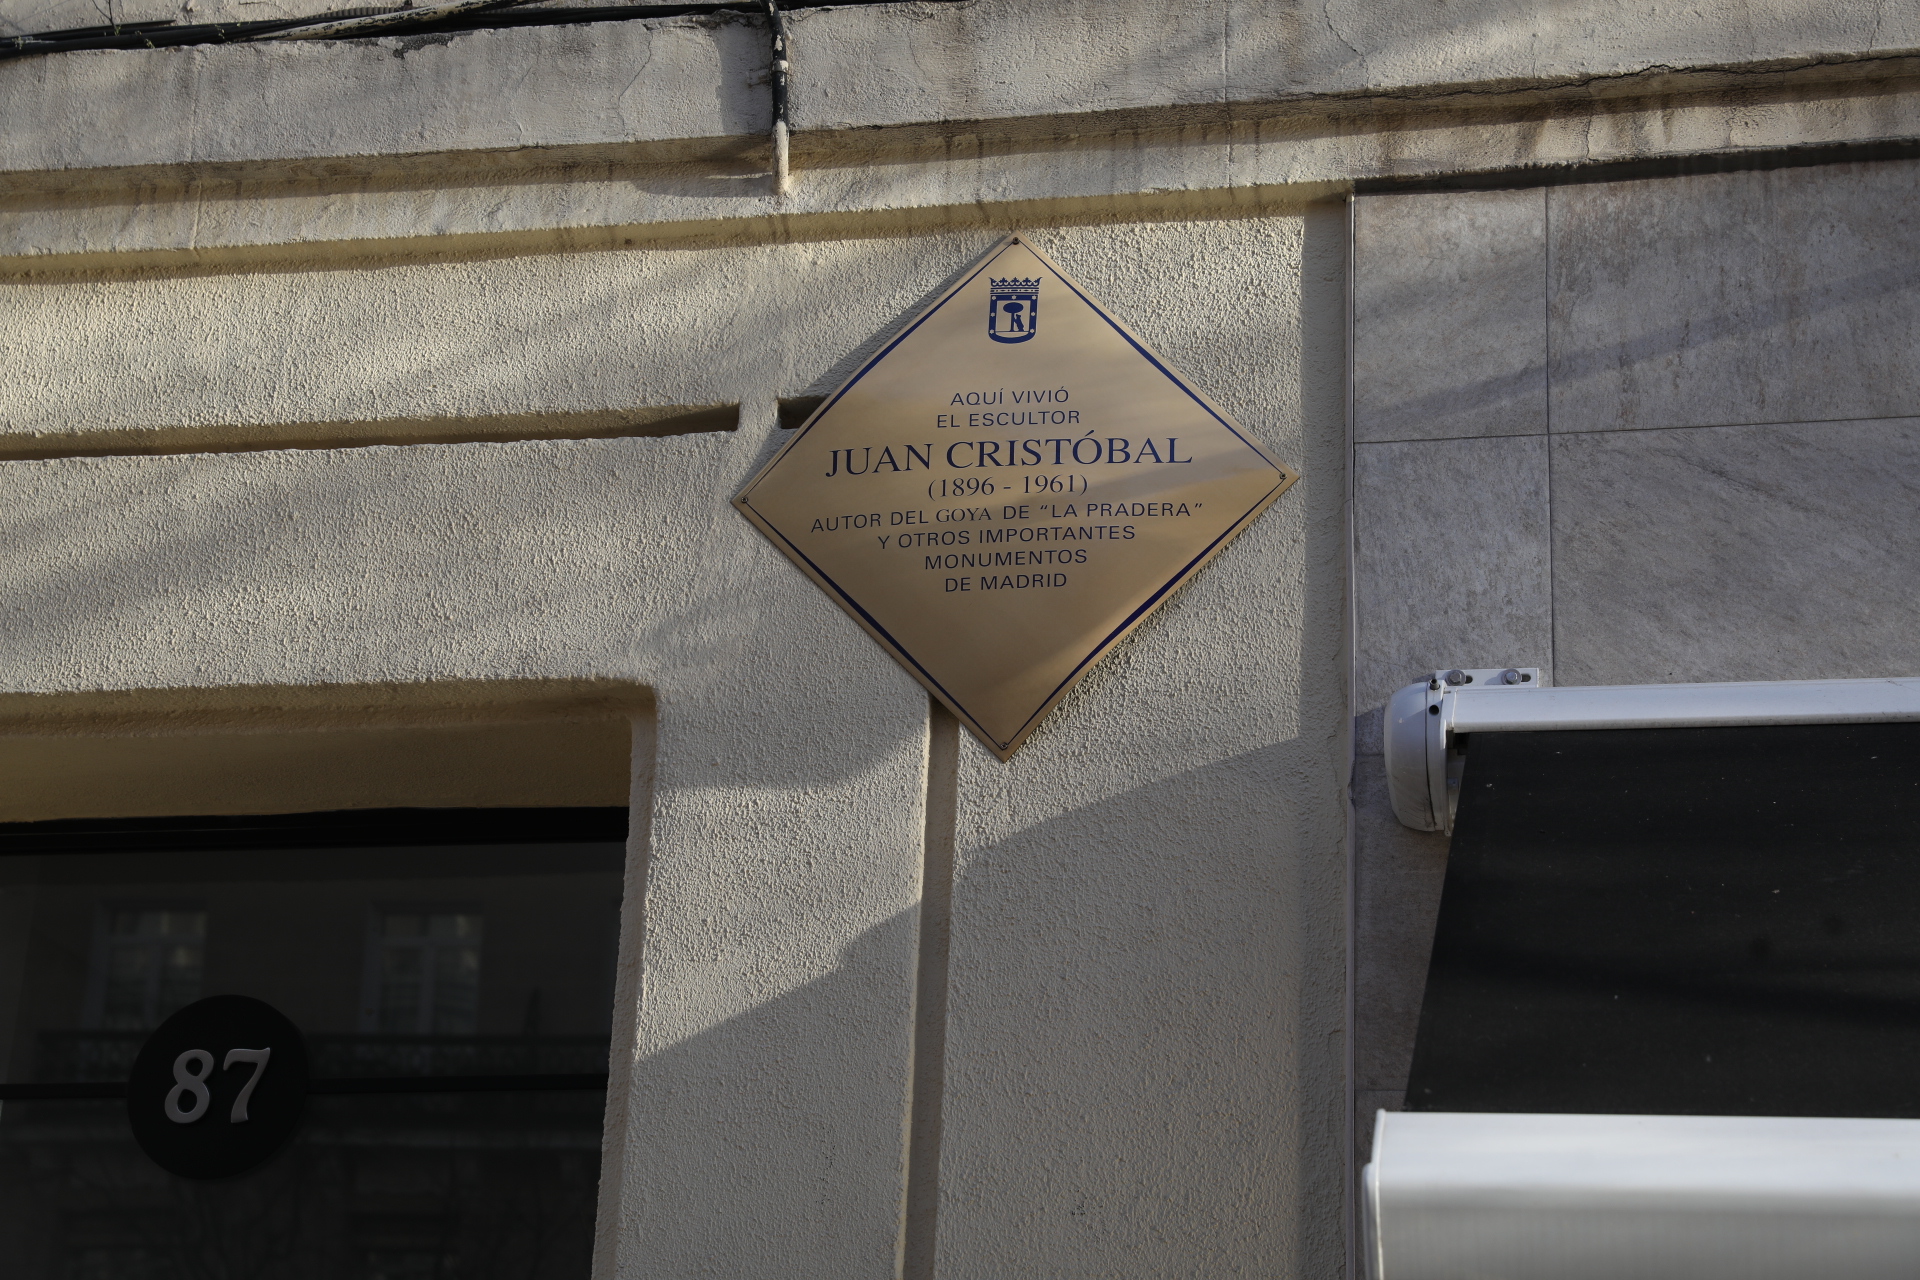 AQUÍ VIVIÓ
EL ESCULTOR
JUAN CRISTÓBAL
(1896 - 1961)
AUTOR DEL GOYA DE “LA PRADERA”
Y OTROS IMPORTANTES
MONUMENTOS
DE MADRID
87